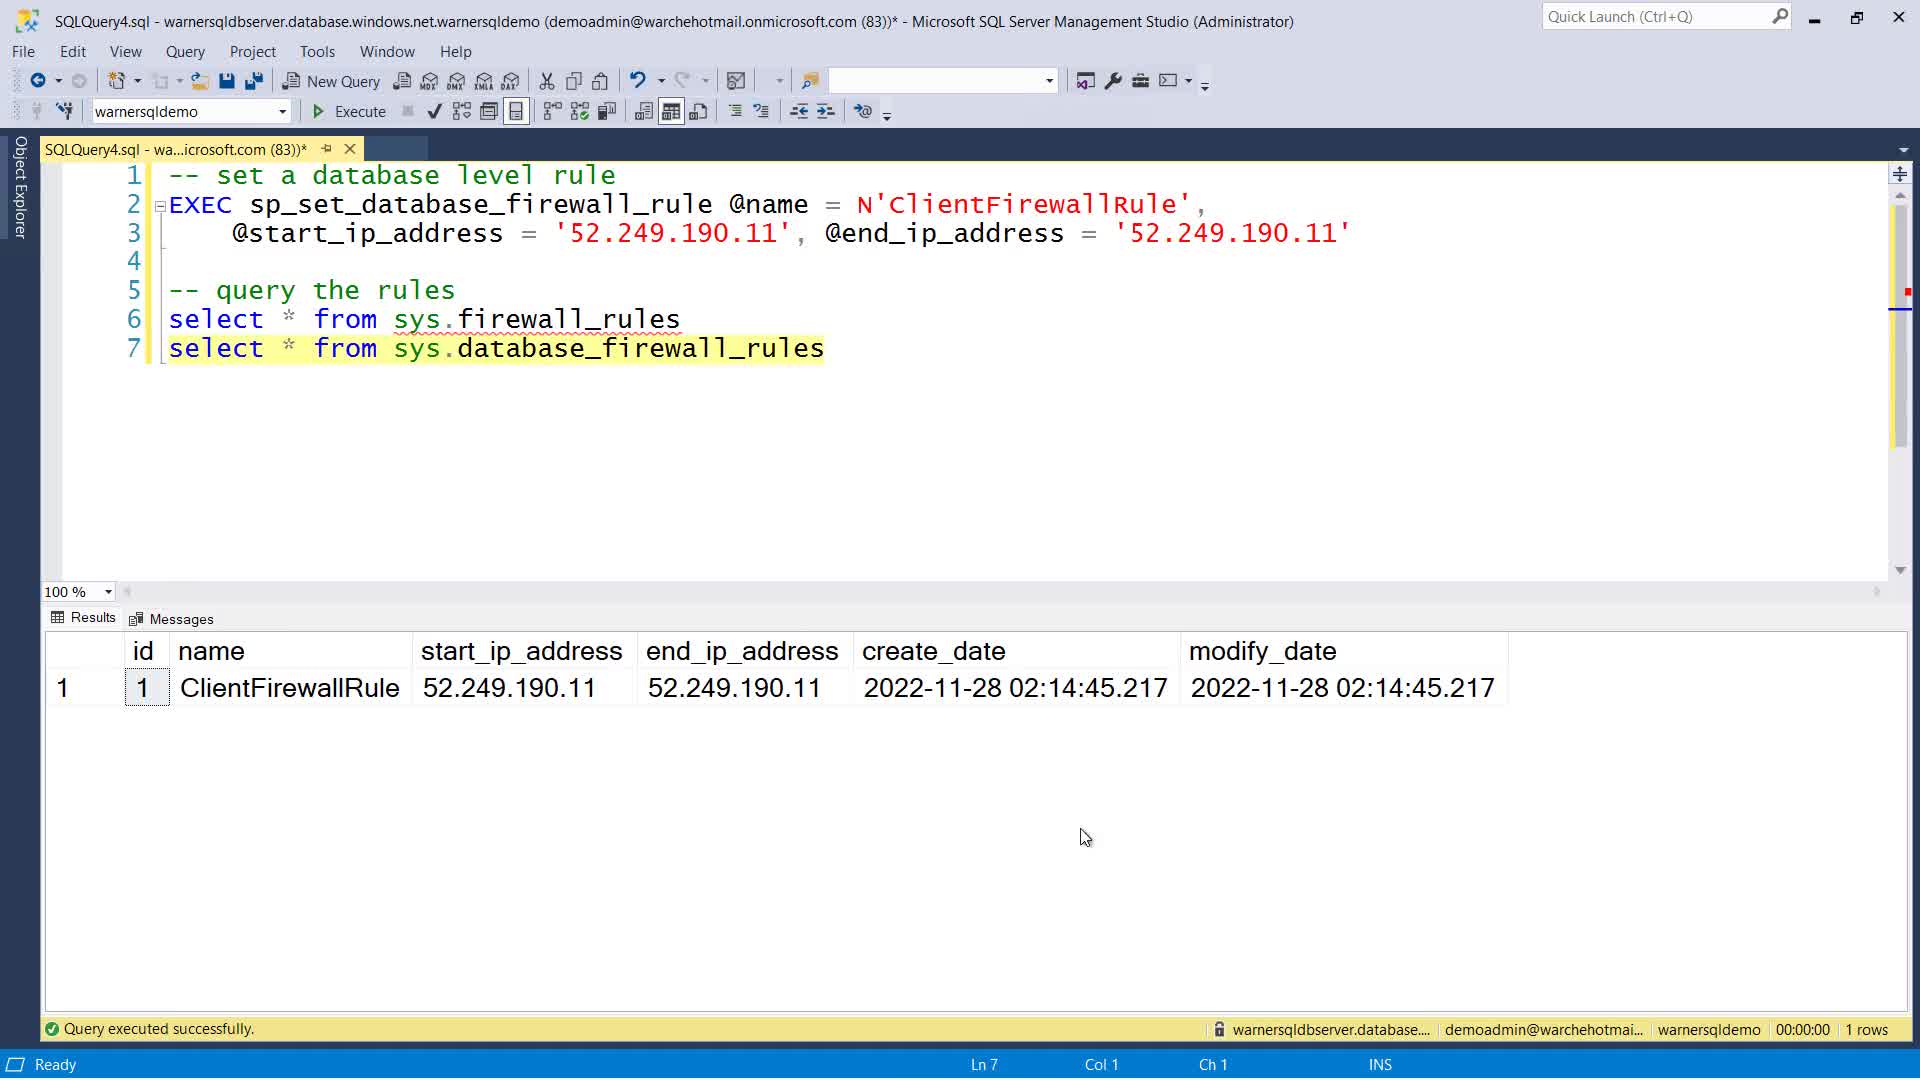 SQLQuery4.sql - warnersqldbserver.database.windows.net.warnersqldemo (demoadmin@warchehotmail.onmicrosoft.com (83))* - Microsoft SQL Server Management Studio (Administrator)
Quick Launch (Ctrl+Q)
File Edit View Query Project Tools Window Help
New Query MDX DMX XMLA DAX
warnersqldemo Execute
Object Explorer
SQLQuery4.sql - wa...icrosoft.com (83))*
1 -- set a database level rule
2 EXEC sp_set_database_firewall_rule @name = N'ClientFirewallRule',
3 @start_ip_address = '52.249.190.11', @end_ip_address = '52.249.190.11'
4
5 -- query the rules
6 select * from sys.firewall_rules
7 select * from sys.database_firewall_rules
100 %
Results Messages
id name start_ip_address end_ip_address create_date modify_date
1 1 ClientFirewallRule 52.249.190.11 52.249.190.11 2022-11-28 02:14:45.217 2022-11-28 02:14:45.217
Query executed successfully. warnersqldbserver.database.... demoadmin@warchehotmai... warnersqldemo 00:00:00 1 rows
Ready Ln 7 Col 1 Ch 1 INS